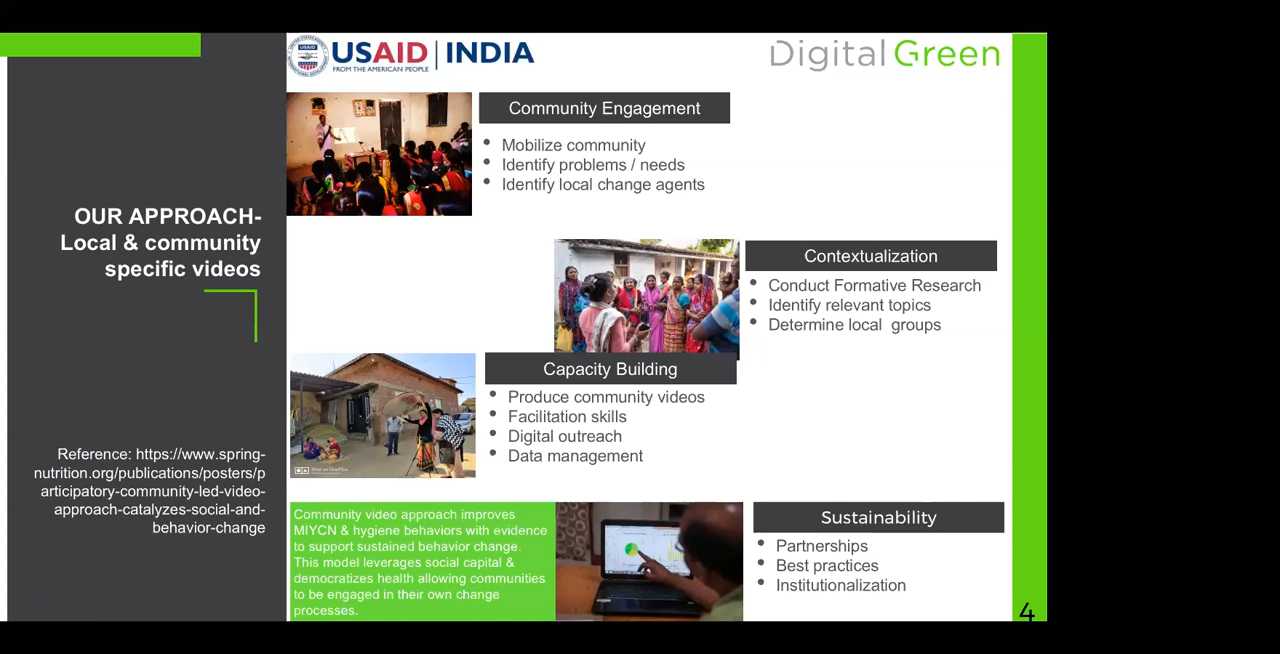 USAID | INDIA
FROM THE AMERICAN PEOPLE
Digital Green
OUR APPROACH-
Local & community
specific videos
Reference: https://www.spring-
nutrition.org/publications/posters/p
articipatory-community-led-video-
approach-catalyzes-social-and-
behavior-change
Community Engagement
• Mobilize community
• Identify problems / needs
• Identify local change agents
Contextualization
• Conduct Formative Research
• Identify relevant topics
• Determine local groups
Capacity Building
• Produce community videos
• Facilitation skills
• Digital outreach
• Data management
Community video approach improves
MIYCN & hygiene behaviors with evidence
to support sustained behavior change.
This model leverages social capital &
democratizes health allowing communities
to be engaged in their own change
processes.
Sustainability
• Partnerships
• Best practices
• Institutionalization
4